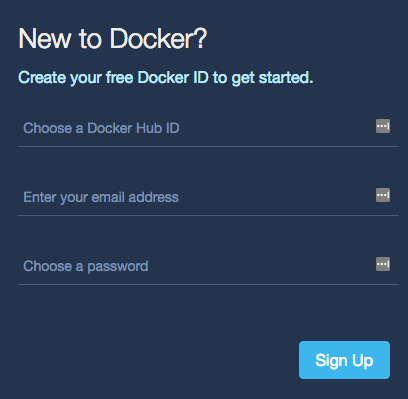 New to Docker?
Create your free Docker ID to get started.
Choose a Docker Hub ID
Enter your email address
Choose a password
Sign Up